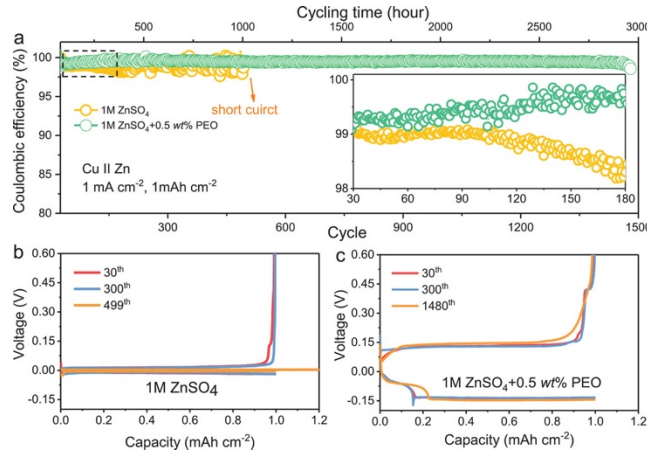 Cycling time (hour)
500 1000 1500 2000 2500 3000
a
Coulombic efficiency (%)
100
95
90
85
80
1M ZnSO4
1M ZnSO4+0.5 wt% PEO
short cuirct
Cu II Zn
1 mA cm-2, 1mAh cm-2
100
99
98
30 60 90 120 150 180
300 600 900 1200 1500
Cycle
b
Voltage (V)
0.60
0.45
0.30
0.15
0.00
-0.15
30th
300th
499th
1M ZnSO4
0.0 0.2 0.4 0.6 0.8 1.0 1.2
Capacity (mAh cm-2)
c
Voltage (V)
0.60
0.45
0.30
0.15
0.00
-0.15
30th
300th
1480th
1M ZnSO4+0.5 wt% PEO
0.0 0.2 0.4 0.6 0.8 1.0 1.2
Capacity (mAh cm-2)